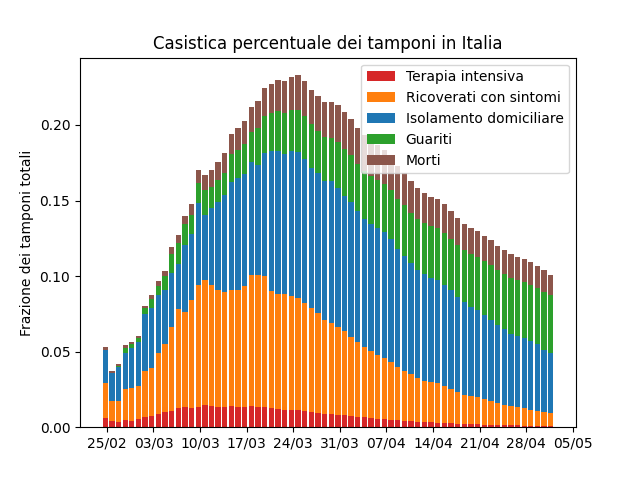 Casistica percentuale dei tamponi in Italia
Terapia intensiva
Ricoverati con sintomi
Isolamento domiciliare
Guariti
Morti
Frazione dei tamponi totali
0.20
0.15
0.10
0.05
0.00
25/02 03/03 10/03 17/03 24/03 31/03 07/04 14/04 21/04 28/04 05/05